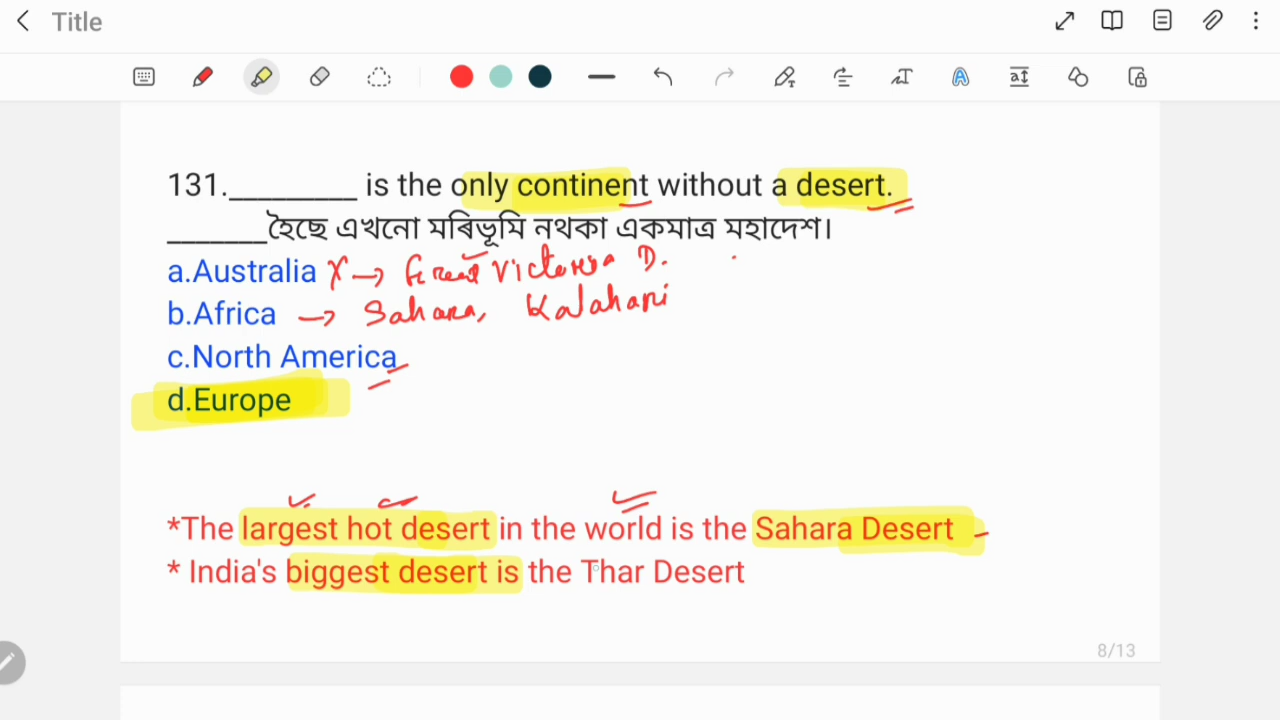 Title
131._________ is the only continent without a desert.
_______হৈছে এখনো মৰিভূমি নথকা একমাত্ৰ মহাদেশ।
a.Australia X → Great Victoria D.
b.Africa → Sahara, Kalahari
c.North America
d.Europe
*The largest hot desert in the world is the Sahara Desert
* India's biggest desert is the Thar Desert
8/13